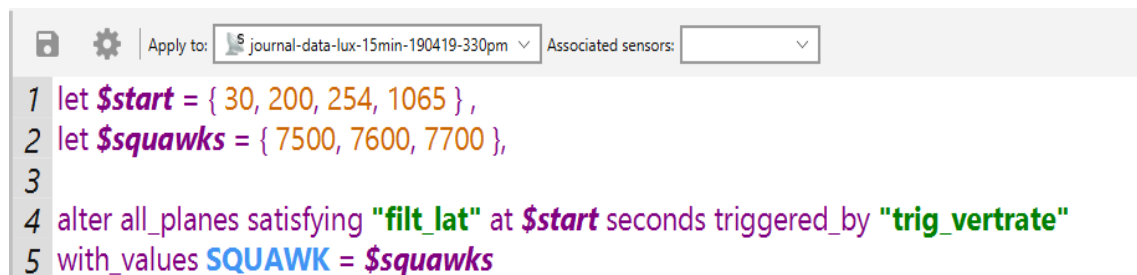 Apply to: journal-data-lux-15min-190419-330pm Associated sensors:
1 let $start = { 30, 200, 254, 1065 } ,
2 let $squawks = { 7500, 7600, 7700 },
3
4 alter all_planes satisfying "filt_lat" at $start seconds triggered_by "trig_vertrate"
5 with_values SQUAWK = $squawks